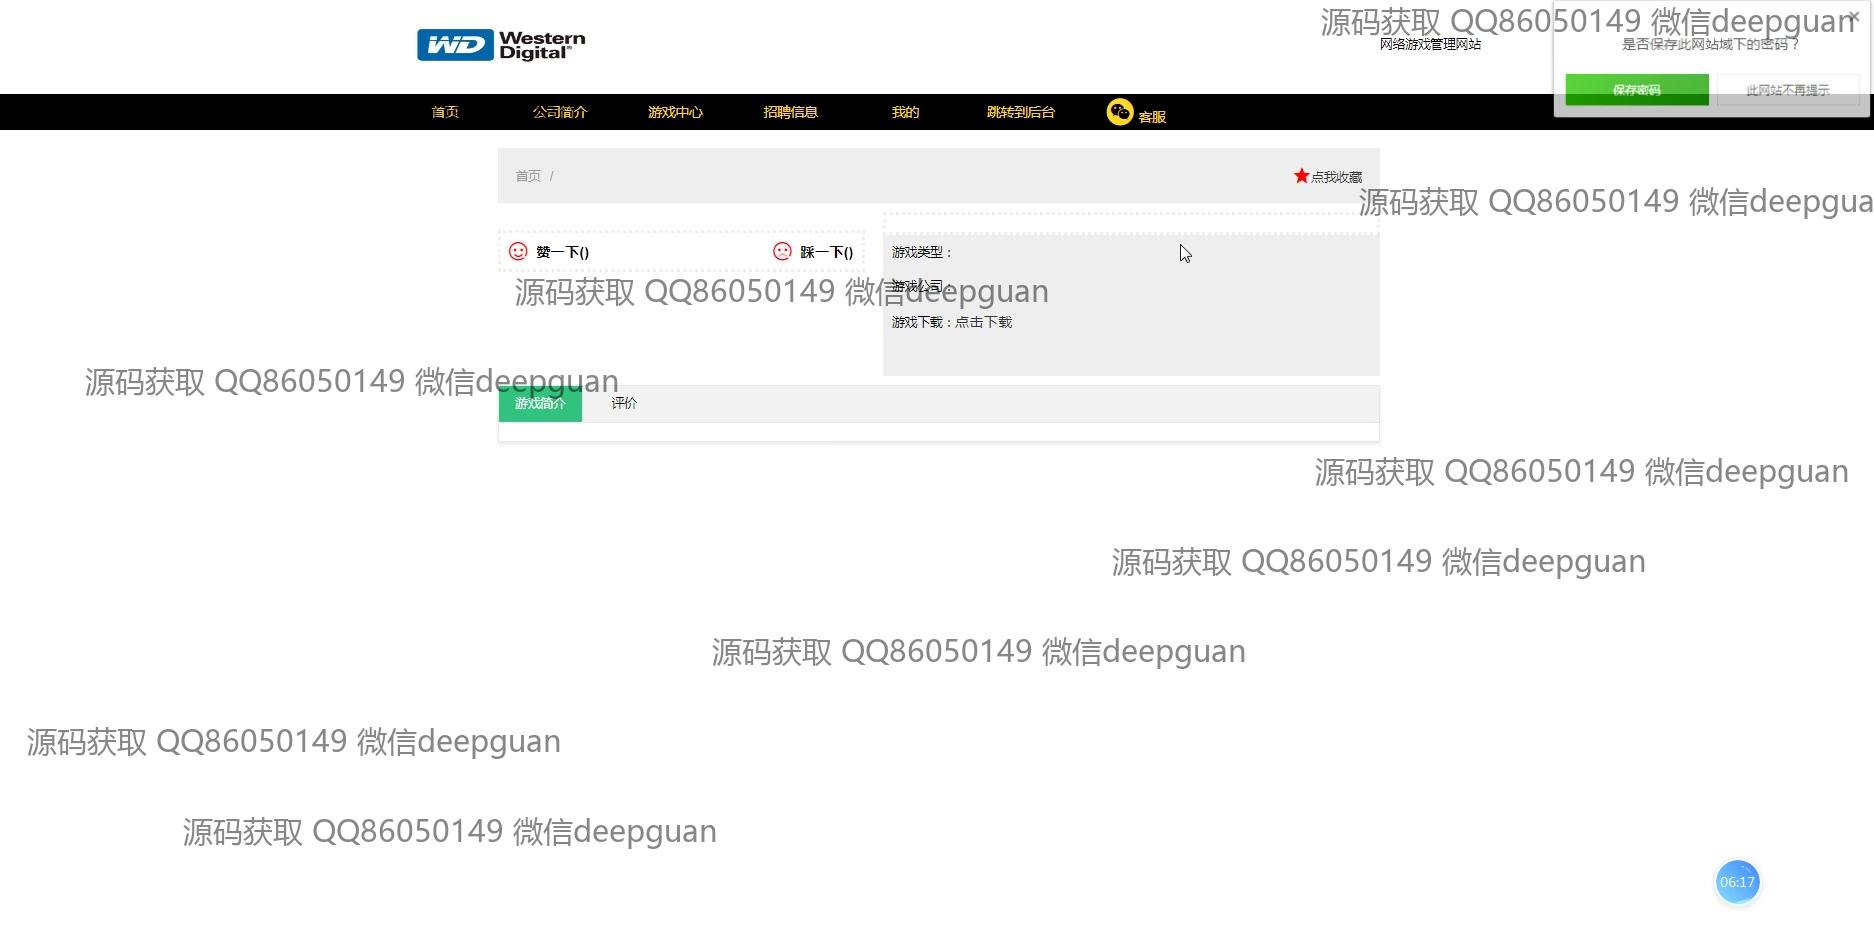 WD Western
Digital®
网络游戏管理网站
源码获取 QQ86050149 微信deepguan
是否保存此网站域下的密码？
保存密码
此网站不再提示
首页
公司简介
游戏中心
招聘信息
我的
跳转到后台
客服
首页 /
点我收藏
源码获取 QQ86050149 微信deepgua
赞一下()
踩一下()
游戏类型：
游戏公司：
源码获取 QQ86050149 微信deepguan
游戏下载：点击下载
源码获取 QQ86050149 微信deepguan
游戏简介
评价
源码获取 QQ86050149 微信deepguan
源码获取 QQ86050149 微信deepguan
源码获取 QQ86050149 微信deepguan
源码获取 QQ86050149 微信deepguan
源码获取 QQ86050149 微信deepguan
06:17